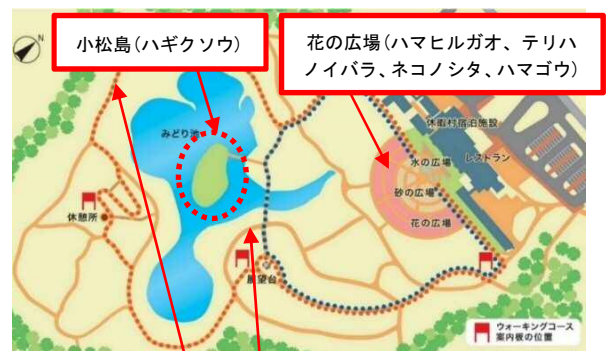 小松島(ハギクソウ)
花の広場(ハマヒルガオ、テリハ
ノイバラ、ネコノシタ、ハマゴウ)
N
みどり池
休暇村宿泊施設
レストラン
水の広場
砂の広場
花の広場
休憩所
展望台
ウォーキングコース
案内板の位置